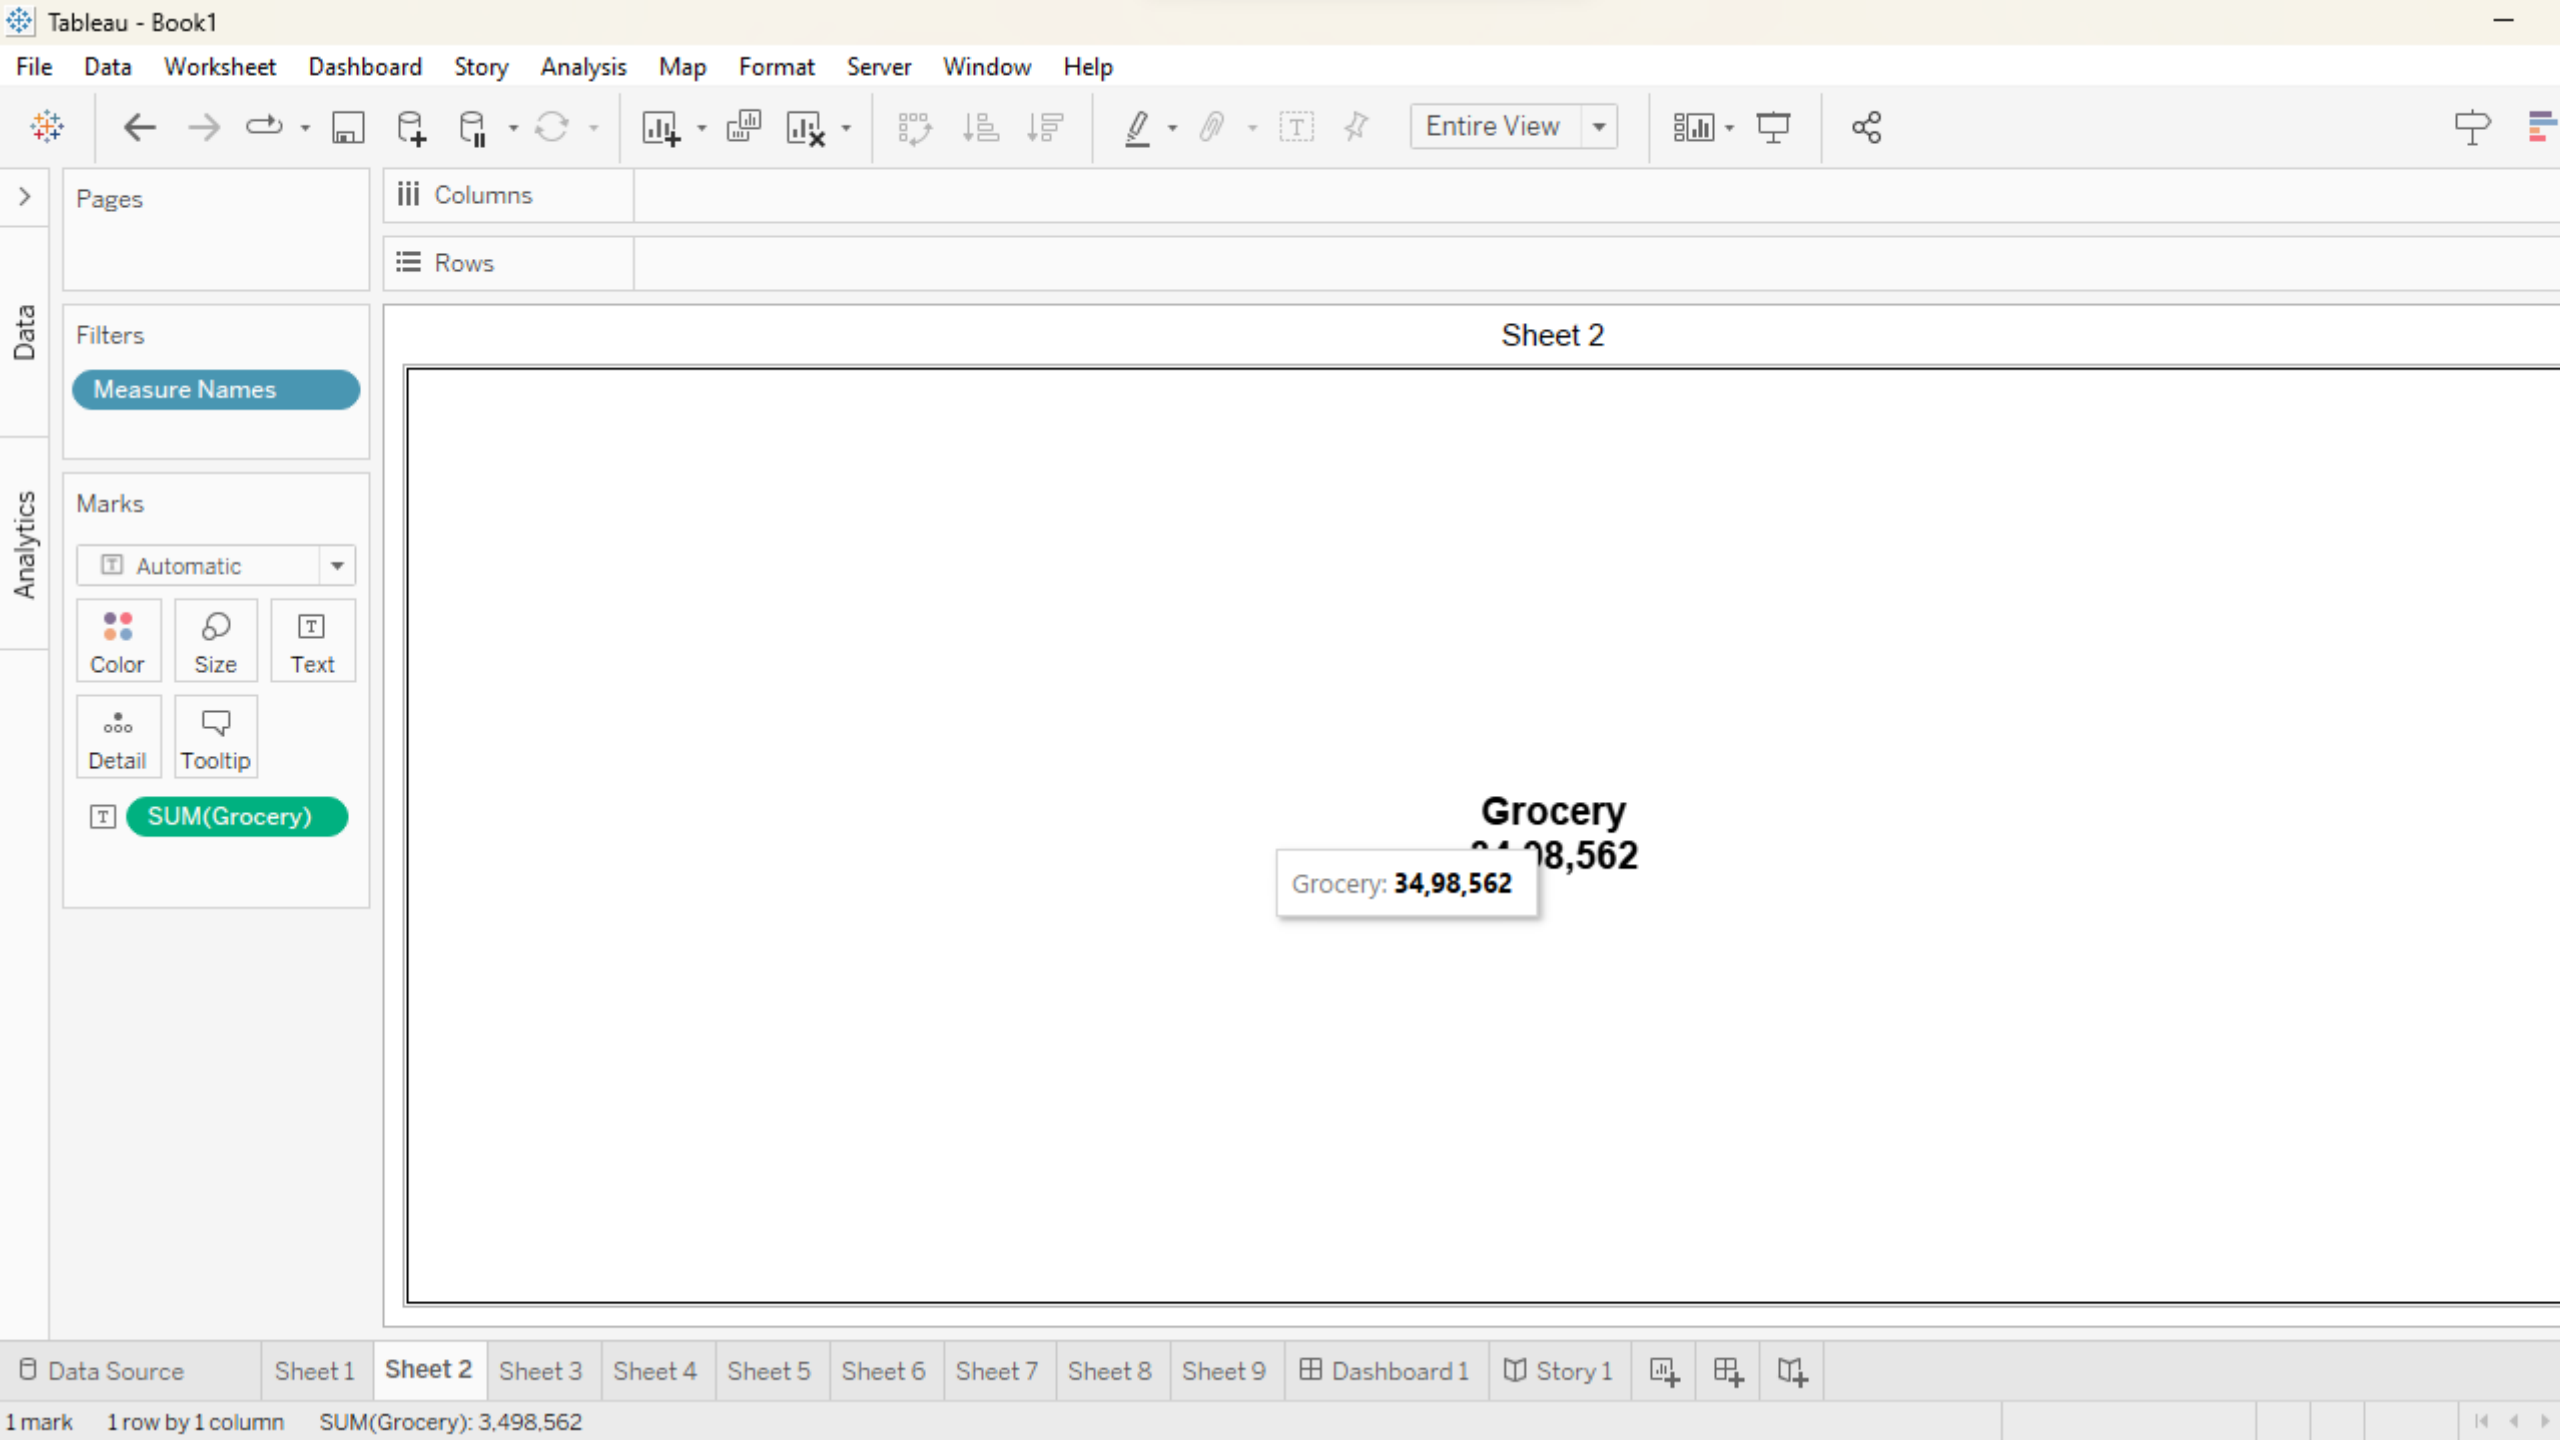 Tableau - Book1
File Data Worksheet Dashboard Story Analysis Map Format Server Window Help
Entire View
Pages
Columns
Rows
Data
Analytics
Filters
Measure Names
Marks
Automatic
Color Size Text
Detail Tooltip
SUM(Grocery)
Sheet 2
Grocery
34,98,562
Grocery: 34,98,562
Data Source Sheet 1 Sheet 2 Sheet 3 Sheet 4 Sheet 5 Sheet 6 Sheet 7 Sheet 8 Sheet 9 Dashboard 1 Story 1
1 mark 1 row by 1 column SUM(Grocery): 3,498,562